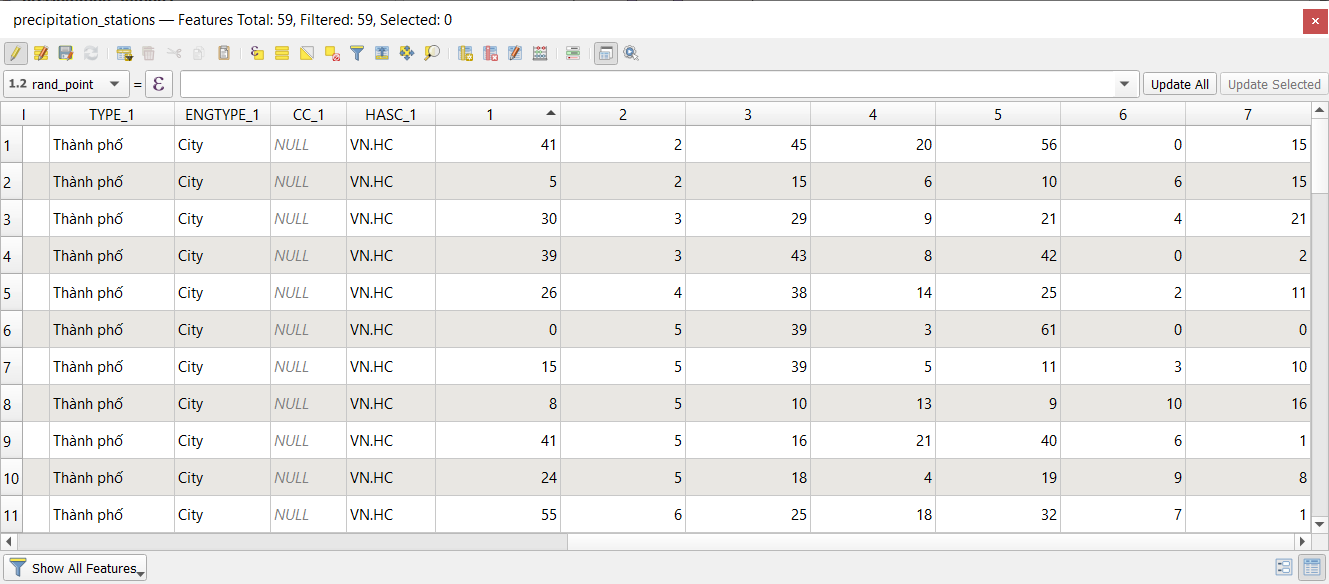 precipitation_stations — Features Total: 59, Filtered: 59, Selected: 0
1.2 rand_point = ε Update All Update Selected
TYPE_1 ENGTYPE_1 CC_1 HASC_1 1 2 3 4 5 6 7
1 Thành phố City NULL VN.HC 41 2 45 20 56 0 15
2 Thành phố City NULL VN.HC 5 2 15 6 10 6 15
3 Thành phố City NULL VN.HC 30 3 29 9 21 4 21
4 Thành phố City NULL VN.HC 39 3 43 8 42 0 2
5 Thành phố City NULL VN.HC 26 4 38 14 25 2 11
6 Thành phố City NULL VN.HC 0 5 39 3 61 0 0
7 Thành phố City NULL VN.HC 15 5 39 5 11 3 10
8 Thành phố City NULL VN.HC 8 5 10 13 9 10 16
9 Thành phố City NULL VN.HC 41 5 16 21 40 6 1
10 Thành phố City NULL VN.HC 24 5 18 4 19 9 8
11 Thành phố City NULL VN.HC 55 6 25 18 32 7 1
Show All Features